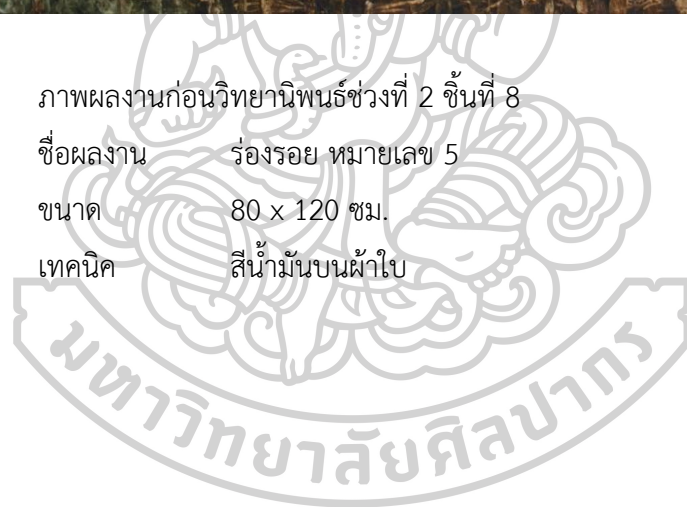 ภาพผลงานก่อนวิทยานิพนธ์ช่วงที่ 2 ชิ้นที่ 8
ชื่อผลงาน ร่องรอย หมายเลข 5
ขนาด 80 x 120 ซม.
เทคนิค สีน้ำมันบนผ้าใบ
มหาวิทยาลัยศิลปากร